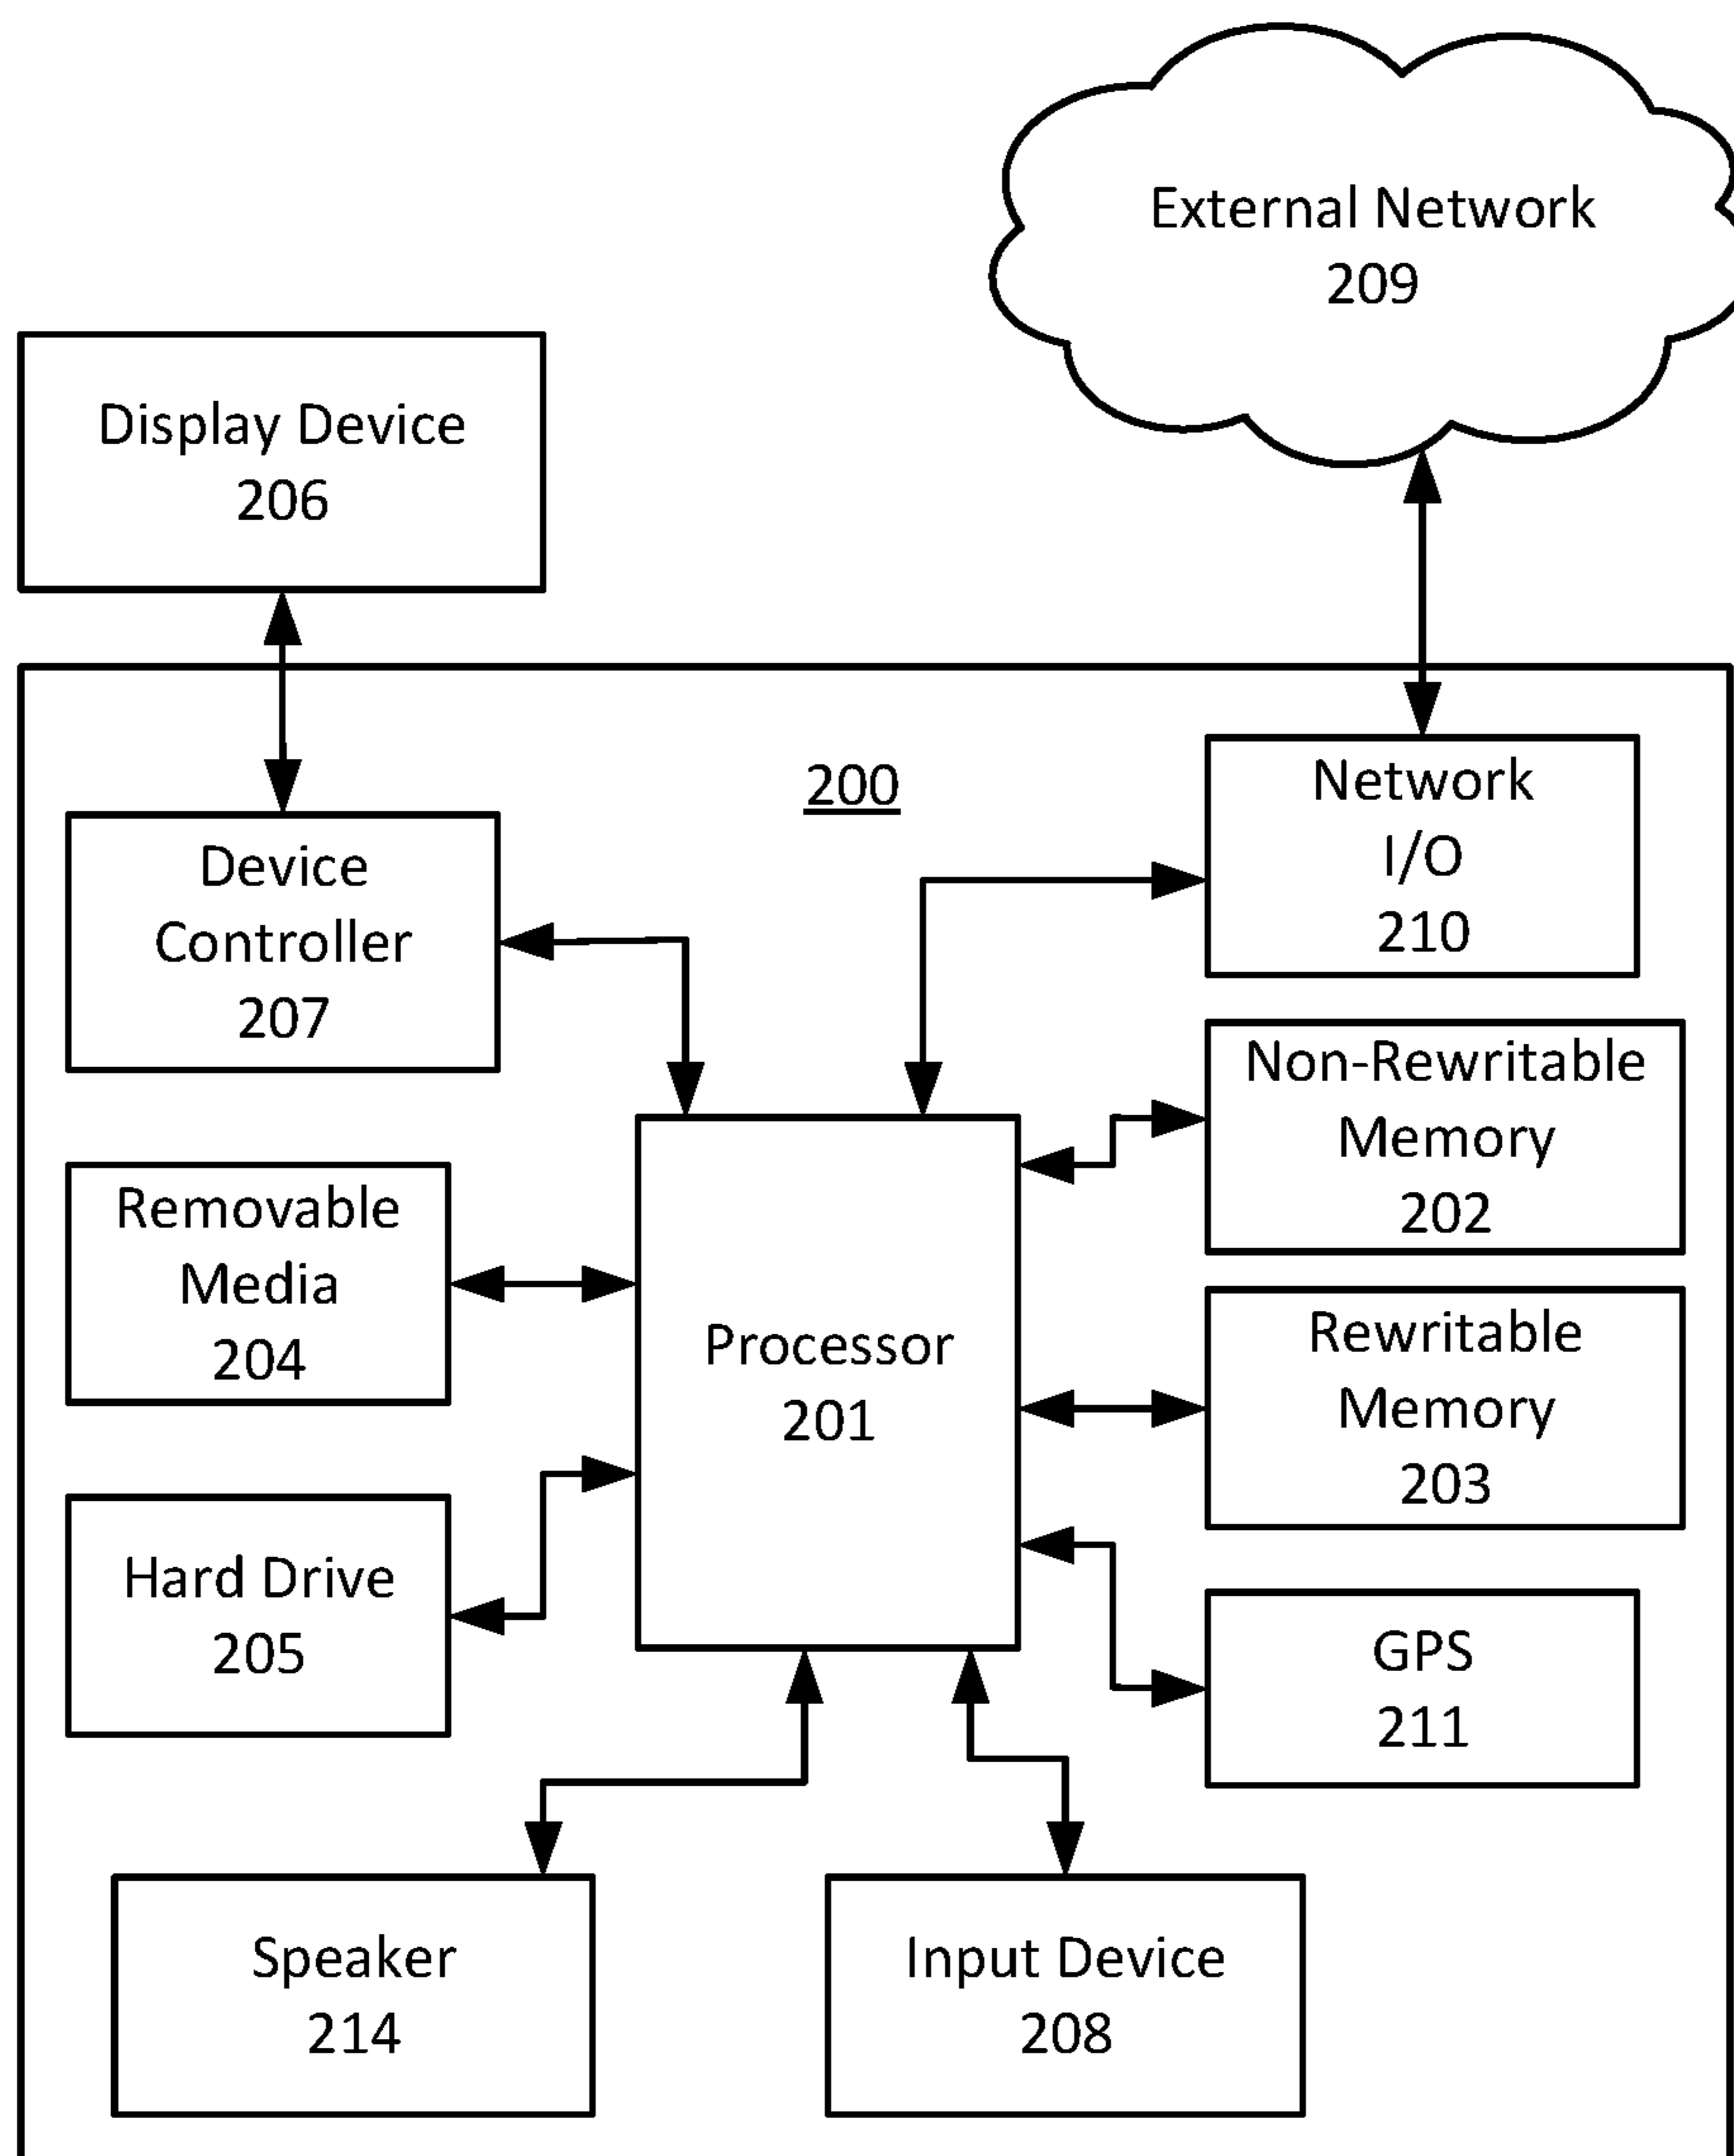 External Network
209
Display Device
206
200
Network
I/O
210
Device
Controller
207
Non-Rewritable
Memory
202
Removable
Media
204
Processor
201
Rewritable
Memory
203
Hard Drive
205
GPS
211
Speaker
214
Input Device
208